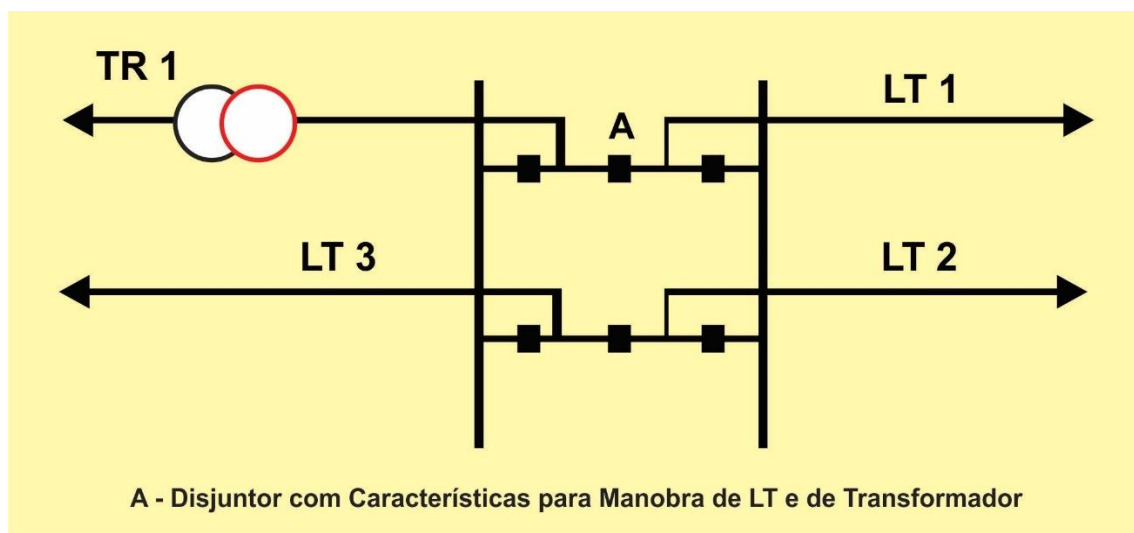 TR 1
LT 1
A
LT 3
LT 2
A - Disjuntor com Características para Manobra de LT e de Transformador